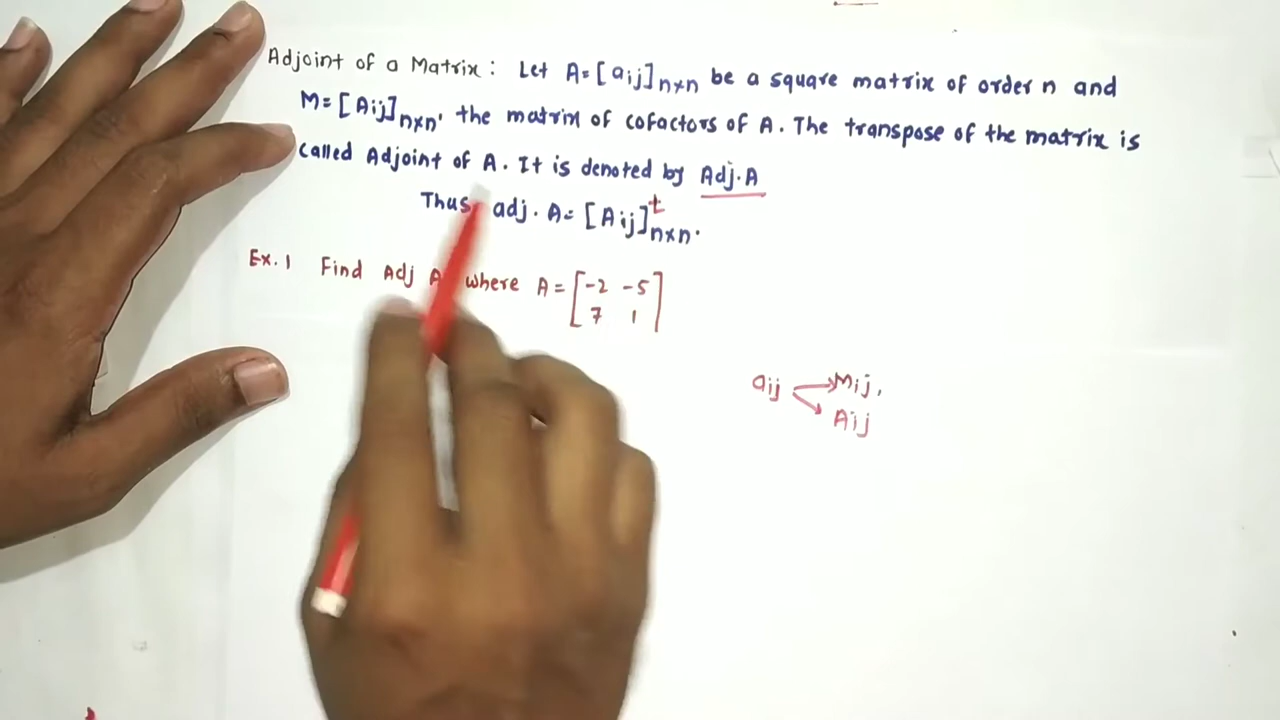 Adjoint of a Matrix: Let A=[aij]n×n be a square matrix of order n and
M=[Aij]n×n, the matrix of cofactors of A. The transpose of the matrix is
called Adjoint of A. It is denoted by Adj.A
Thus, adj. A=[Aij]ᵗn×n.
Ex.1 Find Adj A where A=[-2 -5
7 1]
aij → Mij,
→ Aij